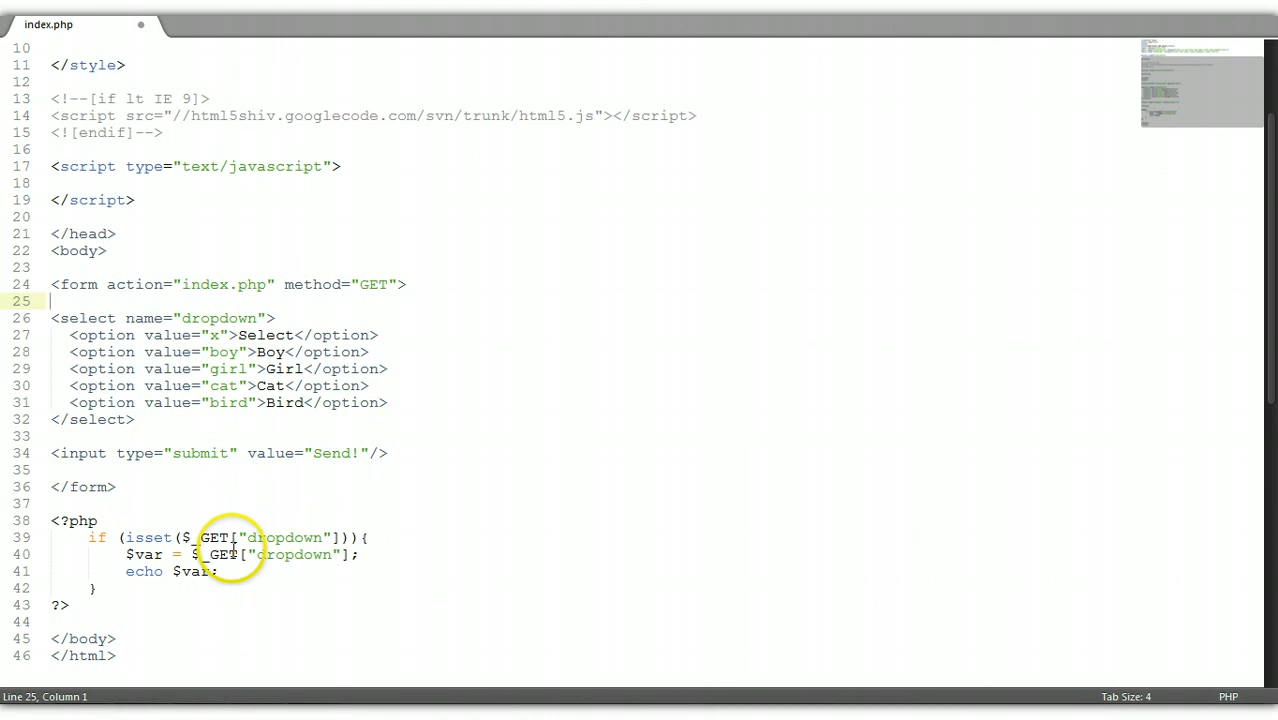 index.php
10
11 </style>
12
13 <!--[if lt IE 9]>
14 <script src="//html5shiv.googlecode.com/svn/trunk/html5.js"></script>
15 <![endif]-->
16
17 <script type="text/javascript">
18
19 </script>
20
21 </head>
22 <body>
23
24 <form action="index.php" method="GET">
25
26 <select name="dropdown">
27 <option value="x">Select</option>
28 <option value="boy">Boy</option>
29 <option value="girl">Girl</option>
30 <option value="cat">Cat</option>
31 <option value="bird">Bird</option>
32 </select>
33
34 <input type="submit" value="Send!"/>
35
36 </form>
37
38 <?php
39 if (isset($_GET["dropdown"])){
40 $var = $_GET["dropdown"];
41 echo $var;
42 }
43 ?>
44
45 </body>
46 </html>
Line 25, Column 1 Tab Size: 4 PHP